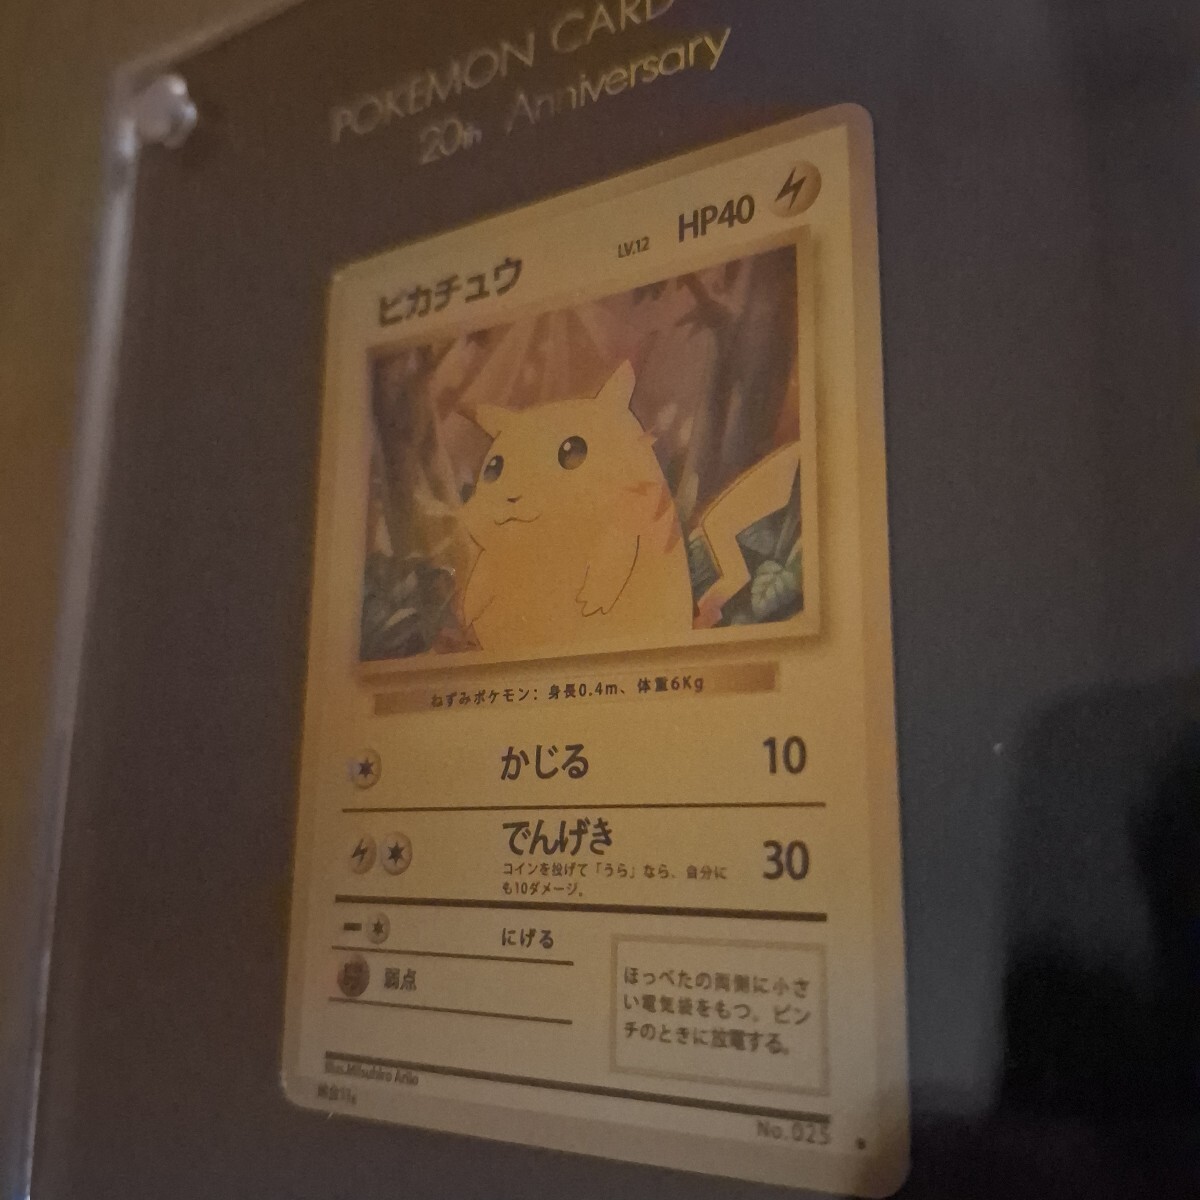 POKEMON CARD
20th Anniversary
ピカチュウ LV.12 HP40
ねずみポケモン：身長0.4m、体重6Kg
かじる 10
でんげき 30
コインを投げて「うら」なら、自分に
も10ダメージ。
にげる
弱点
ほっぺたの両側に小さ
い電気袋をもつ。ピン
チのときに放電する。
Illus.Mitsuhiro Arita
No.025